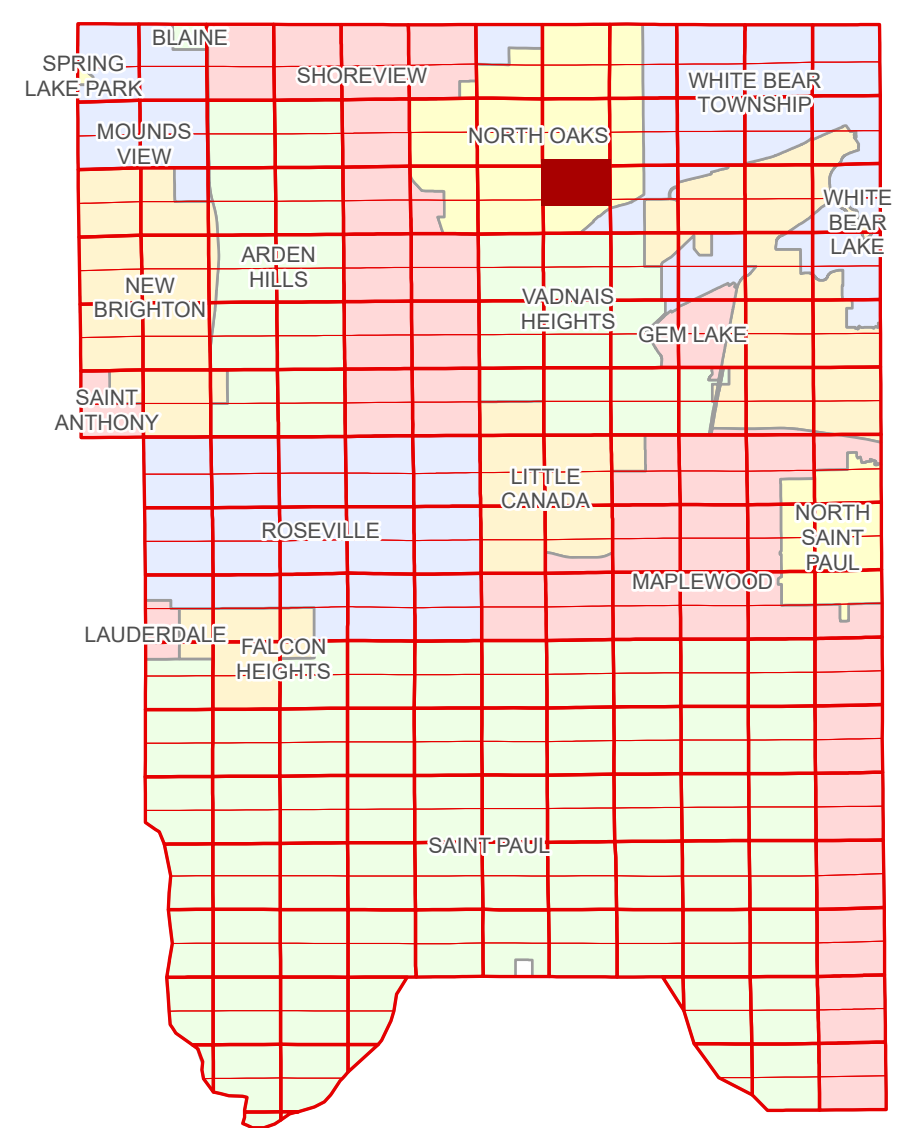 BLAINE
SPRING
LAKE PARK
SHOREVIEW
WHITE BEAR
TOWNSHIP
MOUNDS
VIEW
NORTH OAKS
WHITE
BEAR
LAKE
ARDEN
HILLS
NEW
BRIGHTON
VADNAIS
HEIGHTS
GEM LAKE
SAINT
ANTHONY
LITTLE
CANADA
NORTH
SAINT
PAUL
ROSEVILLE
MAPLEWOOD
LAUDERDALE
FALCON
HEIGHTS
SAINT PAUL